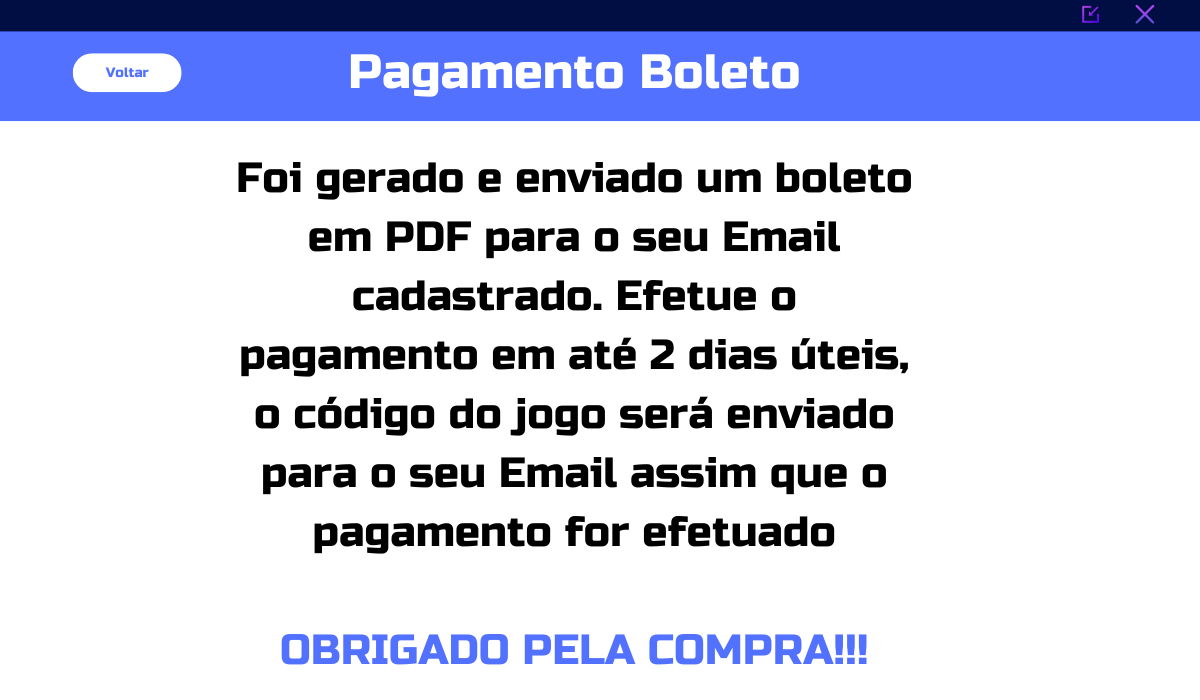 Voltar
Pagamento Boleto
Foi gerado e enviado um boleto
em PDF para o seu Email
cadastrado. Efetue o
pagamento em até 2 dias úteis,
o código do jogo será enviado
para o seu Email assim que o
pagamento for efetuado
OBRIGADO PELA COMPRA!!!